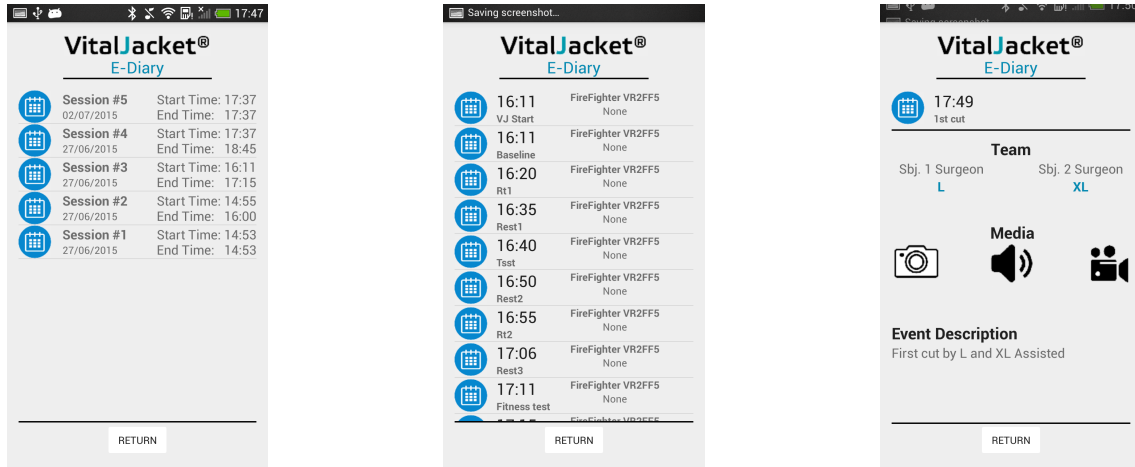 17:47
VitalJacket®
E-Diary
Session #5 Start Time: 17:37
02/07/2015 End Time: 17:37
Session #4 Start Time: 17:37
27/06/2015 End Time: 18:45
Session #3 Start Time: 16:11
27/06/2015 End Time: 17:15
Session #2 Start Time: 14:55
27/06/2015 End Time: 16:00
Session #1 Start Time: 14:53
27/06/2015 End Time: 14:53
RETURN
Saving screenshot...
VitalJacket®
E-Diary
16:11 FireFighter VR2FF5
VJ Start None
16:11 FireFighter VR2FF5
Baseline None
16:20 FireFighter VR2FF5
Rt1 None
16:35 FireFighter VR2FF5
Rest1 None
16:40 FireFighter VR2FF5
Tsst None
16:50 FireFighter VR2FF5
Rest2 None
16:55 FireFighter VR2FF5
Rt2 None
17:06 FireFighter VR2FF5
Rest3 None
17:11 FireFighter VR2FF5
Fitness test None
RETURN
Saving screenshot
VitalJacket®
E-Diary
17:49
1st cut
Team
Sbj. 1 Surgeon Sbj. 2 Surgeon
L XL
Media
Event Description
First cut by L and XL Assisted
RETURN